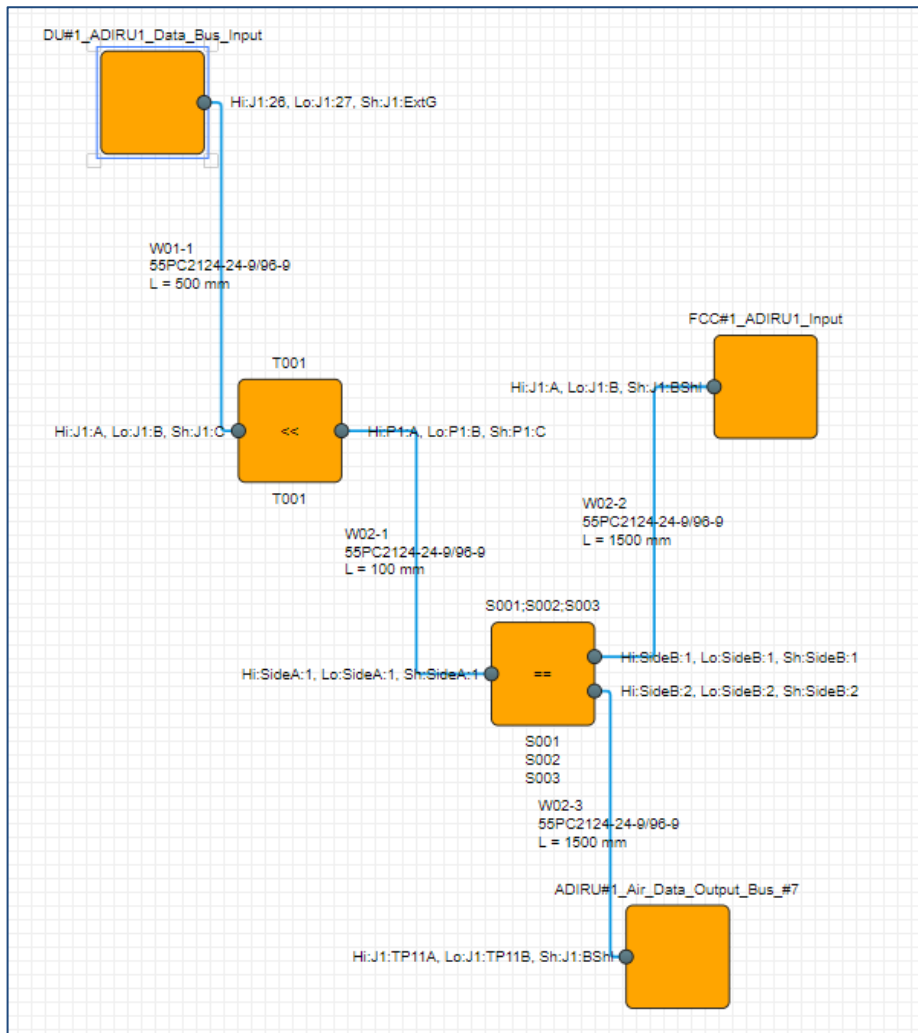 DU#1_ADIRU1_Data_Bus_Input
Hi:J1:26, Lo:J1:27, Sh:J1:ExtG
W01-1
55PC2124-24-9/96-9
L = 500 mm
FCC#1_ADIRU1_Input
Hi:J1:A, Lo:J1:B, Sh:J1:BShl
T001
Hi:J1:A, Lo:J1:B, Sh:J1:C
<<
Hi:P1:A, Lo:P1:B, Sh:P1:C
T001
W02-2
55PC2124-24-9/96-9
L = 1500 mm
W02-1
55PC2124-24-9/96-9
L = 100 mm
S001;S002;S003
Hi:SideA:1, Lo:SideA:1, Sh:SideA:1
==
Hi:SideB:1, Lo:SideB:1, Sh:SideB:1
Hi:SideB:2, Lo:SideB:2, Sh:SideB:2
S001
S002
S003
W02-3
55PC2124-24-9/96-9
L = 1500 mm
ADIRU#1_Air_Data_Output_Bus_#7
Hi:J1:TP11A, Lo:J1:TP11B, Sh:J1:BShl